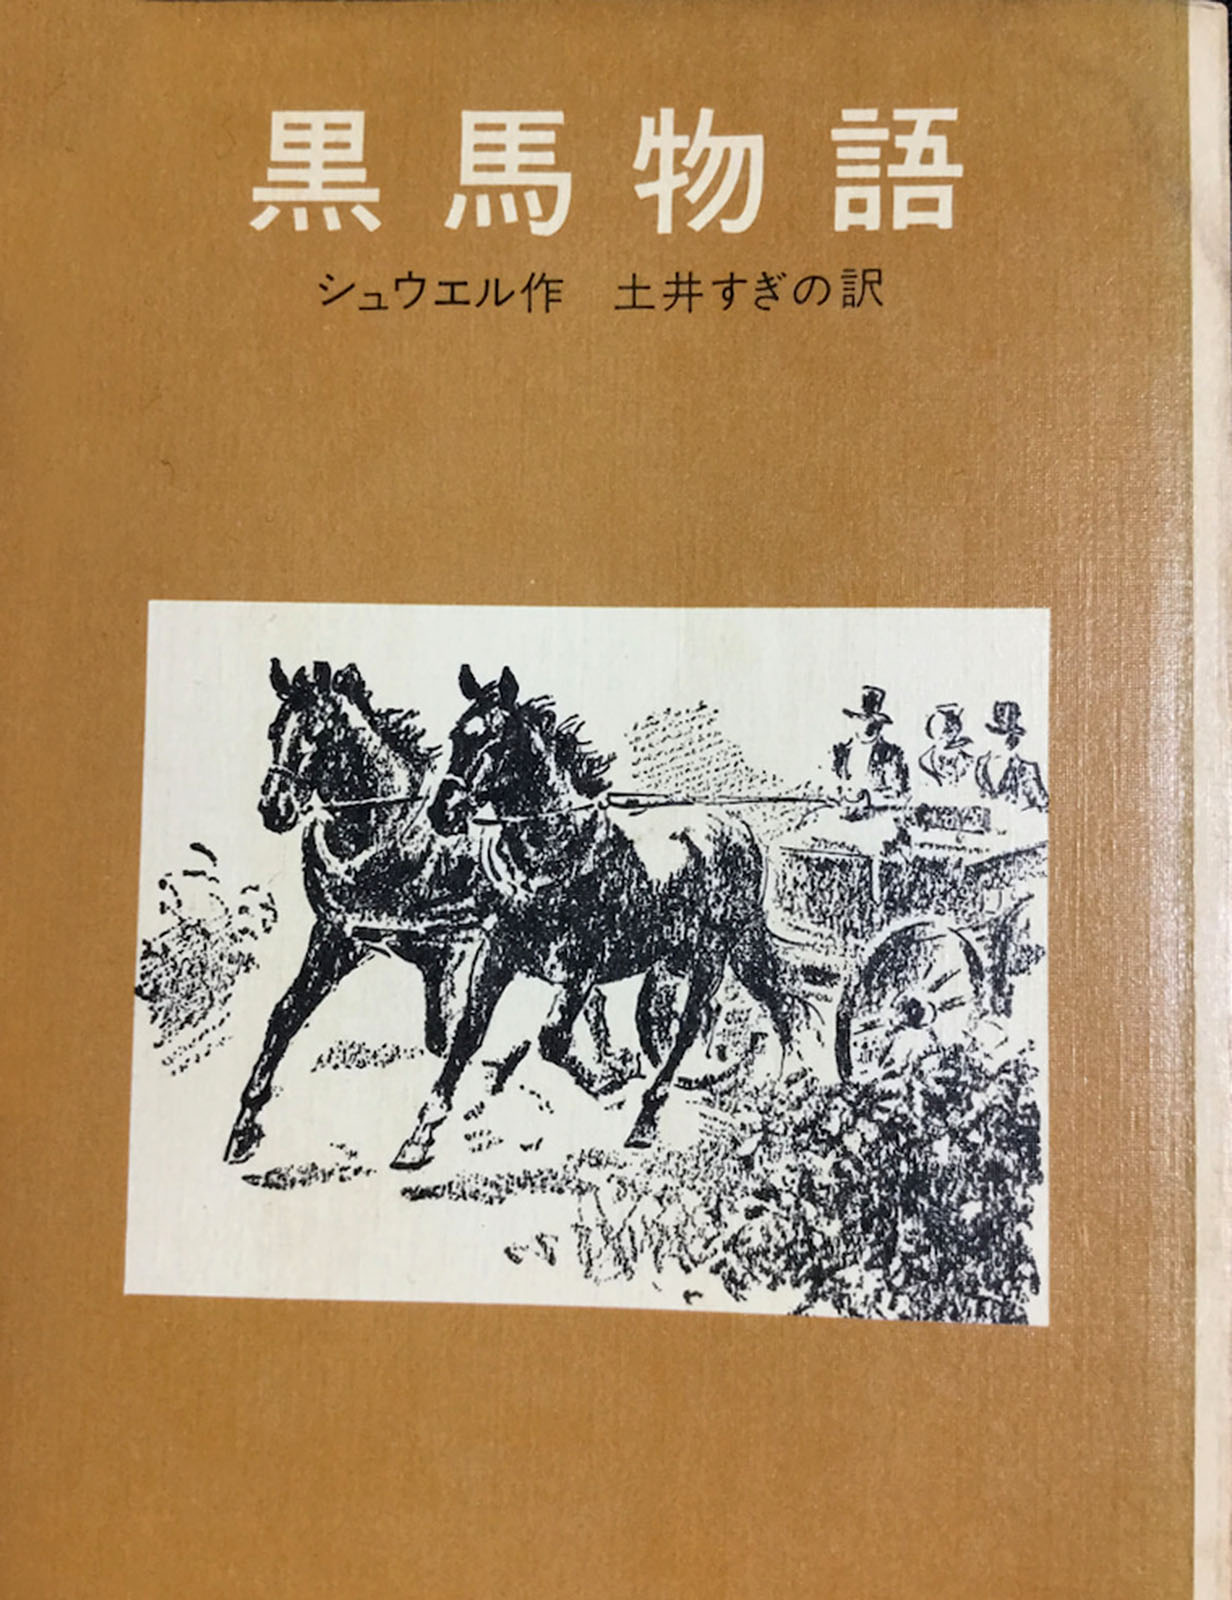 黒馬物語
シュウエル作　土井すぎの訳